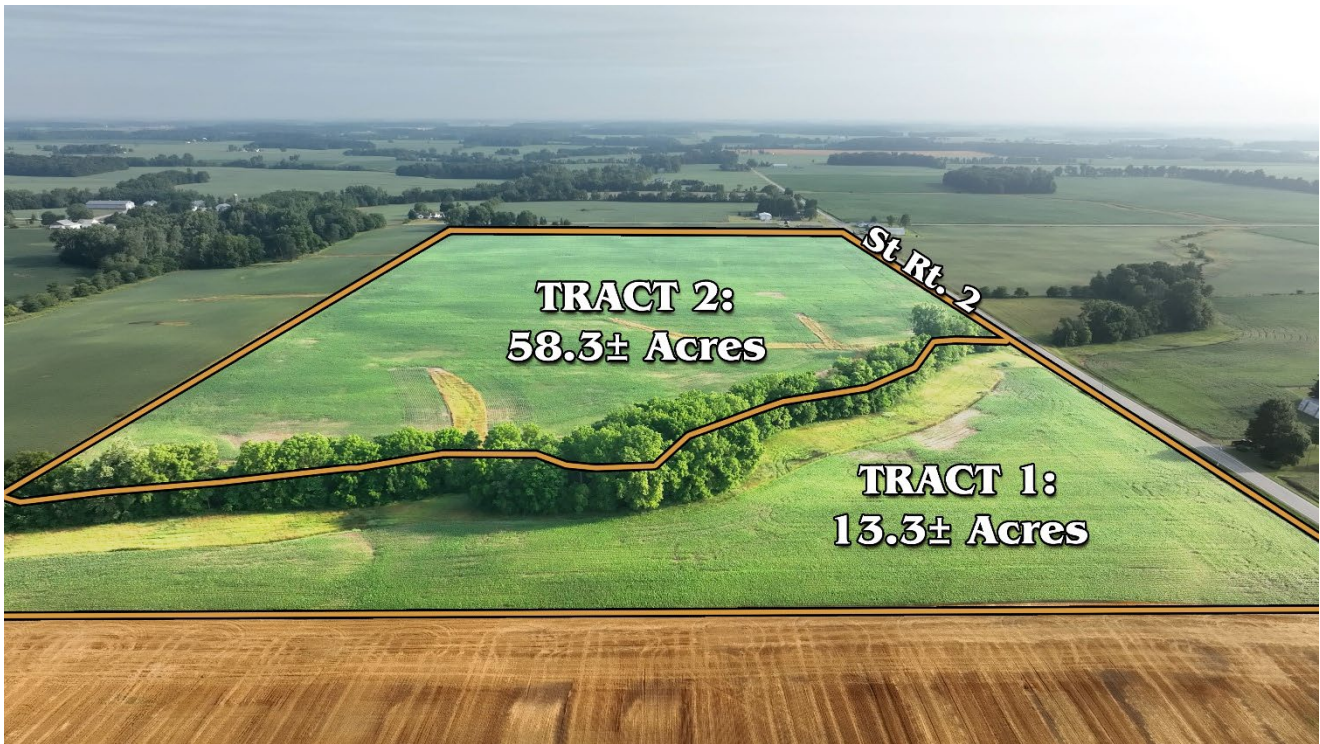 St Rt. 2
TRACT 2:
58.3± Acres
TRACT 1:
13.3± Acres